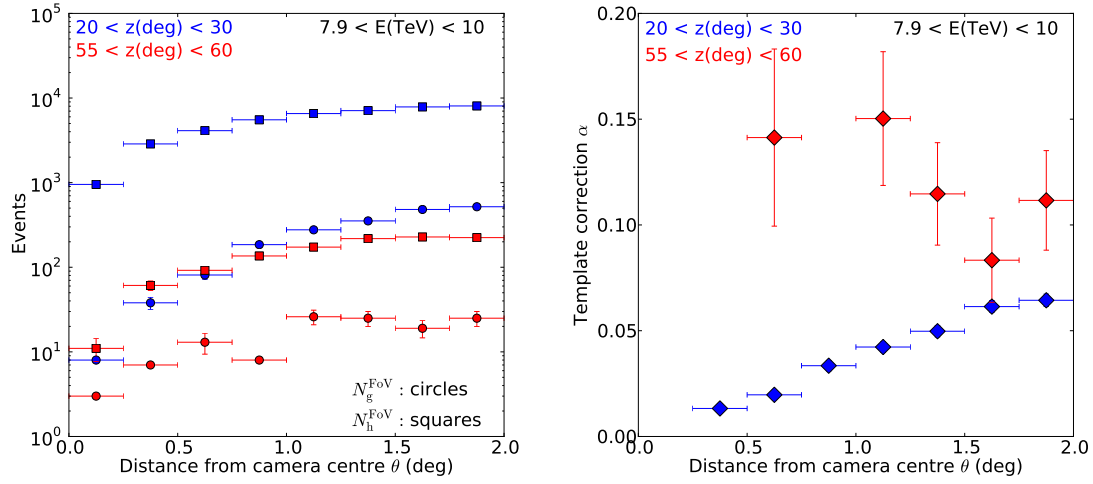 20 < z(deg) < 30
7.9 < E(TeV) < 10
55 < z(deg) < 60
10^5
10^4
10^3
10^2
10^1
10^0
Events
N_g^FoV : circles
N_h^FoV : squares
0.0 0.5 1.0 1.5 2.0
Distance from camera centre θ (deg)
20 < z(deg) < 30
7.9 < E(TeV) < 10
55 < z(deg) < 60
0.20
0.15
0.10
0.05
0.00
Template correction α
0.0 0.5 1.0 1.5 2.0
Distance from camera centre θ (deg)